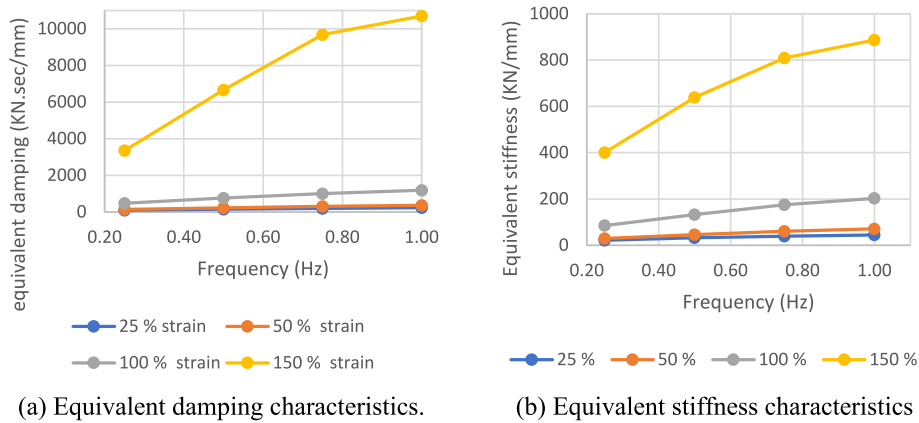 equivalent damping (KN.sec/mm)
10000
8000
6000
4000
2000
0
0.20 0.40 0.60 0.80 1.00
Frequency (Hz)
25 % strain 50 % strain
100 % strain 150 % strain
(a) Equivalent damping characteristics.
Equivalent stiffness (KN/mm)
1000
800
600
400
200
0
0.20 0.40 0.60 0.80 1.00
Frequency (Hz)
25 % 50 % 100 % 150 %
(b) Equivalent stiffness characteristics